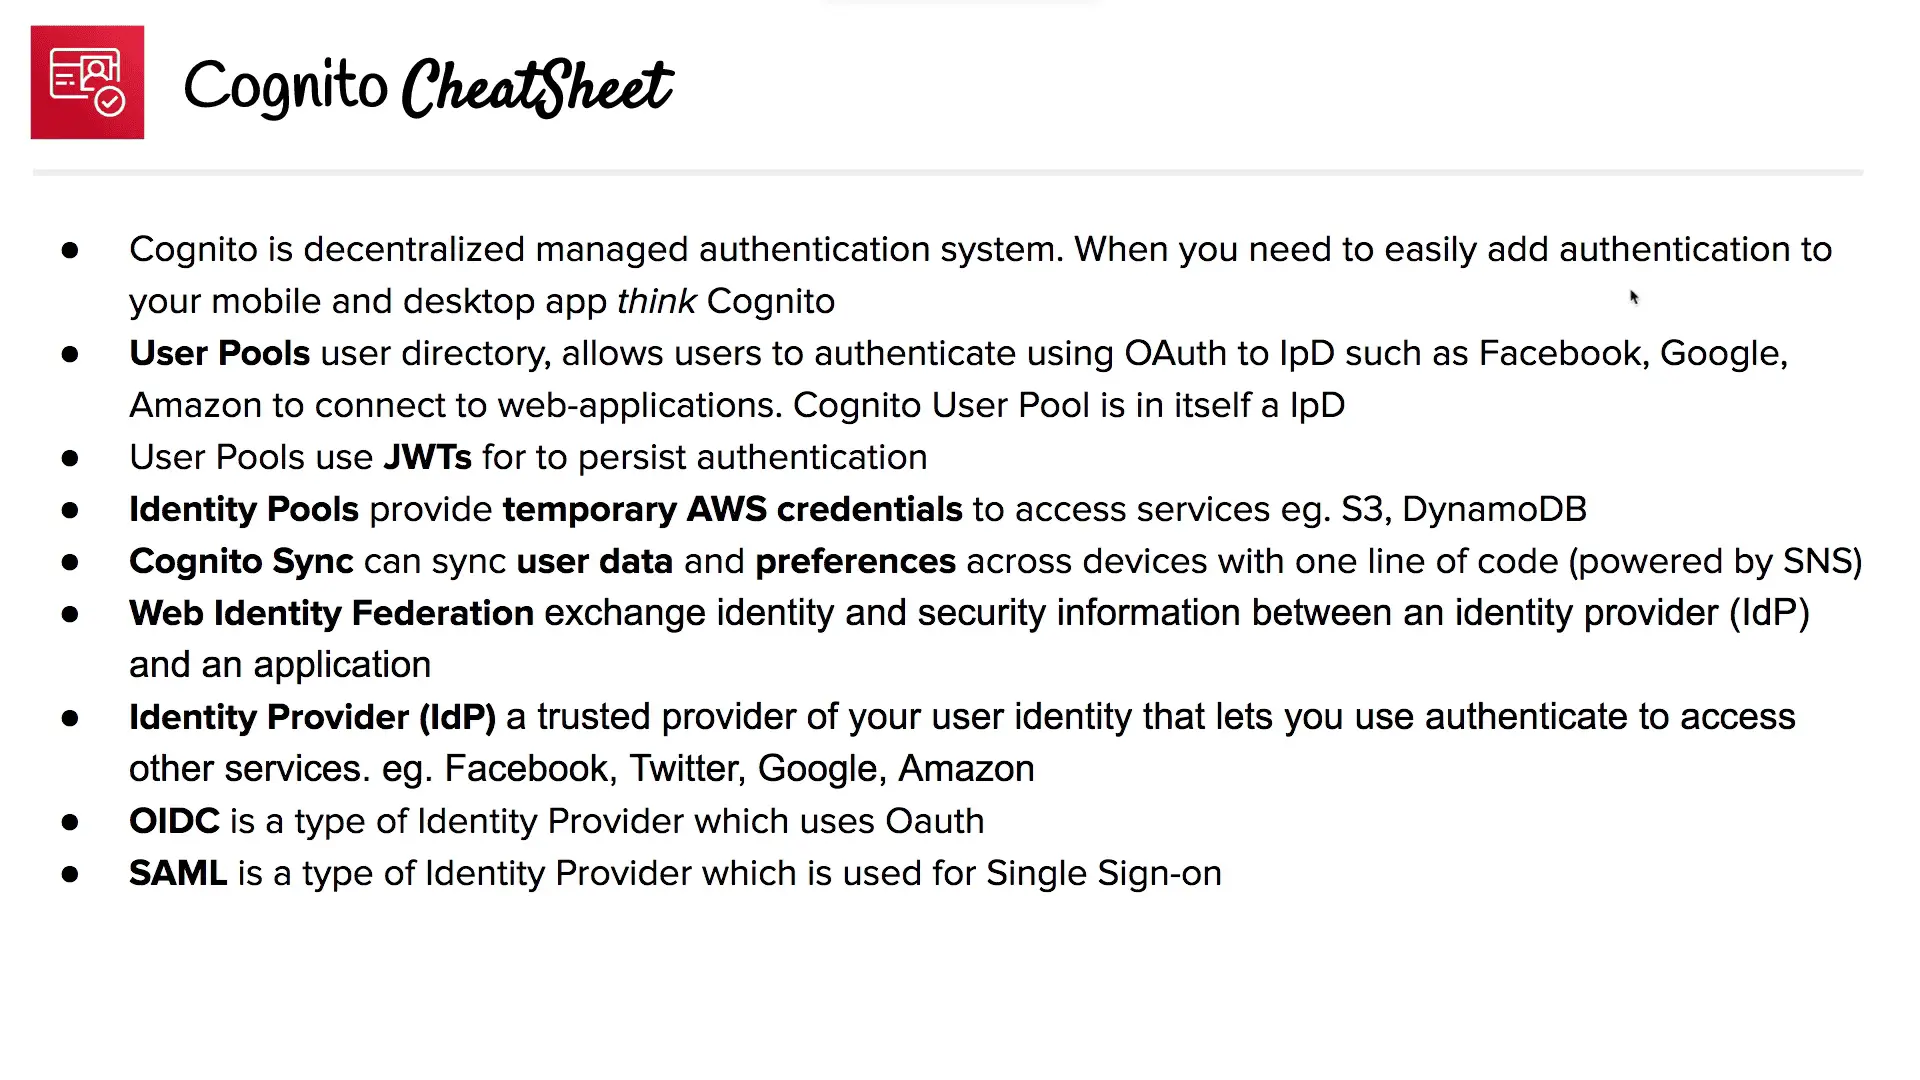 Cognito CheatSheet
● Cognito is decentralized managed authentication system. When you need to easily add authentication to
your mobile and desktop app think Cognito
● User Pools user directory, allows users to authenticate using OAuth to IpD such as Facebook, Google,
Amazon to connect to web-applications. Cognito User Pool is in itself a IpD
● User Pools use JWTs for to persist authentication
● Identity Pools provide temporary AWS credentials to access services eg. S3, DynamoDB
● Cognito Sync can sync user data and preferences across devices with one line of code (powered by SNS)
● Web Identity Federation exchange identity and security information between an identity provider (IdP)
and an application
● Identity Provider (IdP) a trusted provider of your user identity that lets you use authenticate to access
other services. eg. Facebook, Twitter, Google, Amazon
● OIDC is a type of Identity Provider which uses Oauth
● SAML is a type of Identity Provider which is used for Single Sign-on